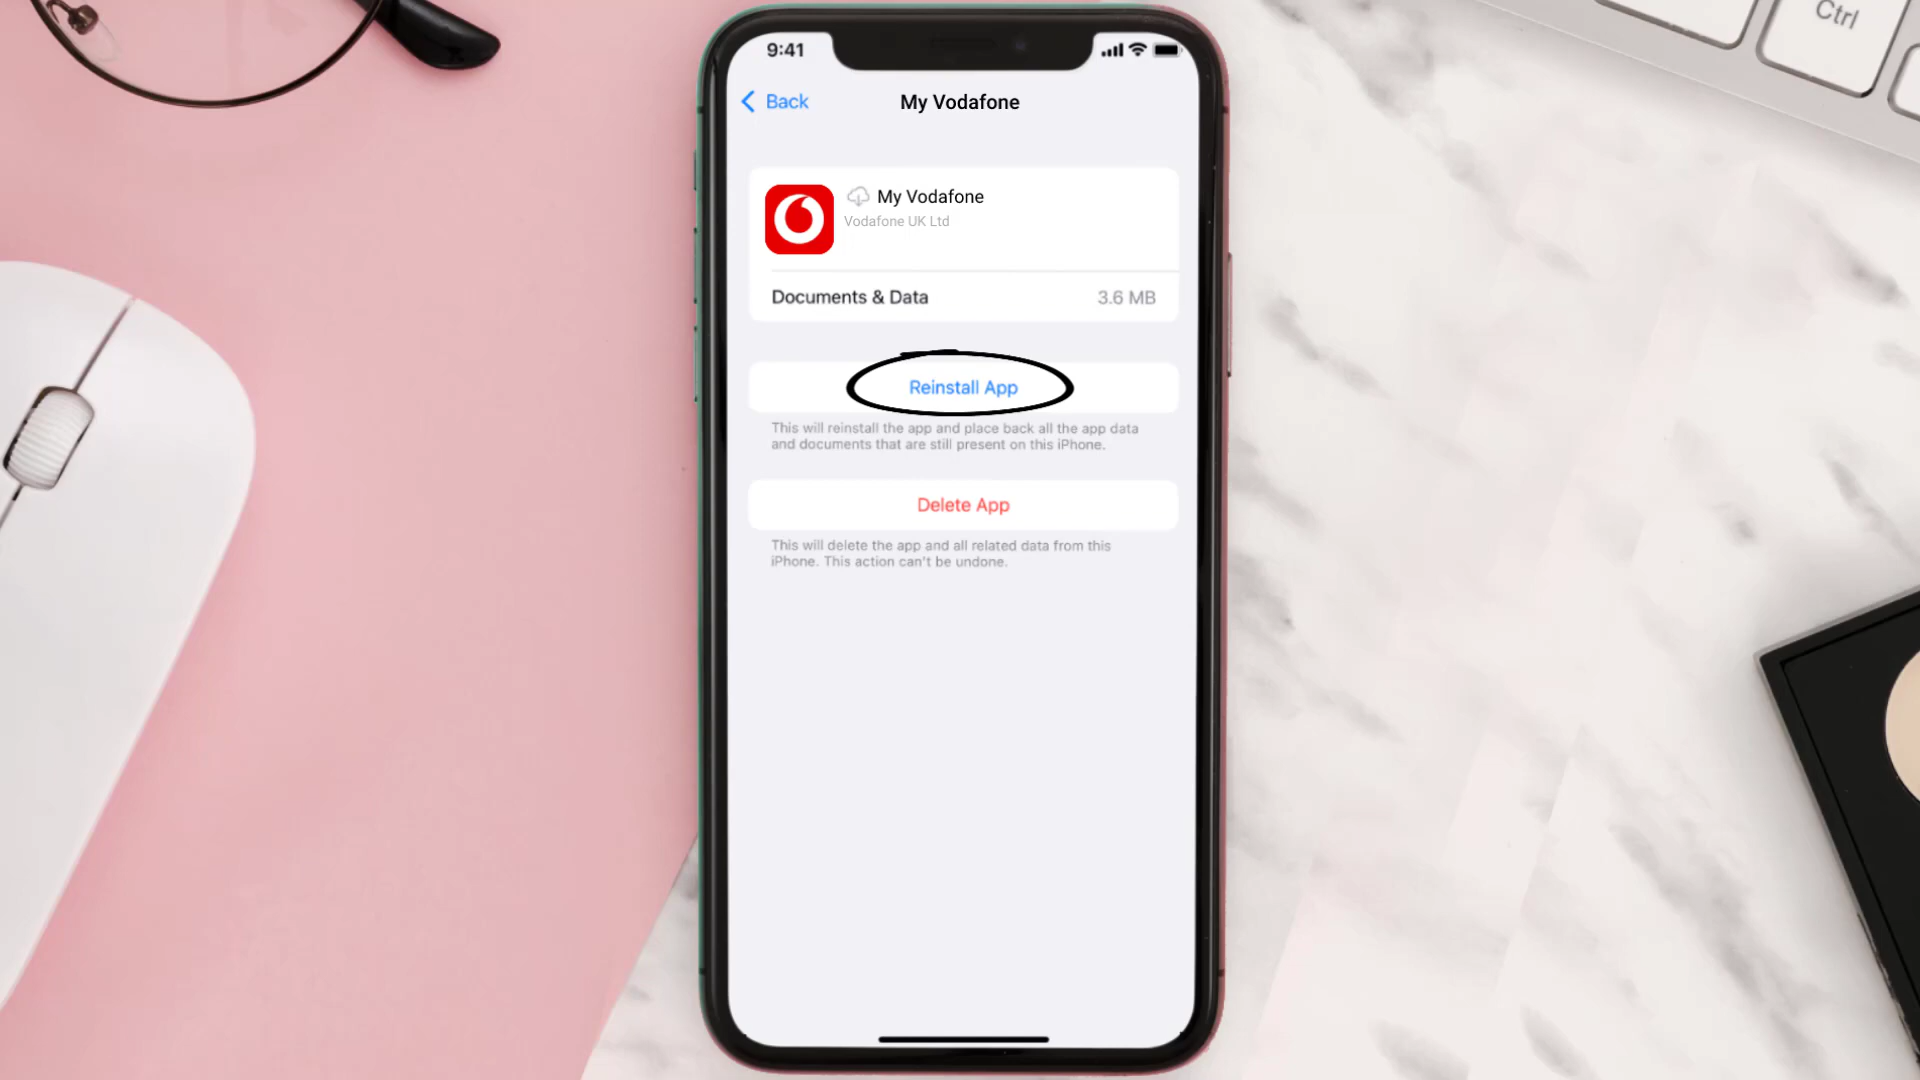 Ctrl
9:41
Back
My Vodafone
My Vodafone
Vodafone UK Ltd
Documents & Data 3.6 MB
Reinstall App
This will reinstall the app and place back all the app data
and documents that are still present on this iPhone.
Delete App
This will delete the app and all related data from this
iPhone. This action can't be undone.